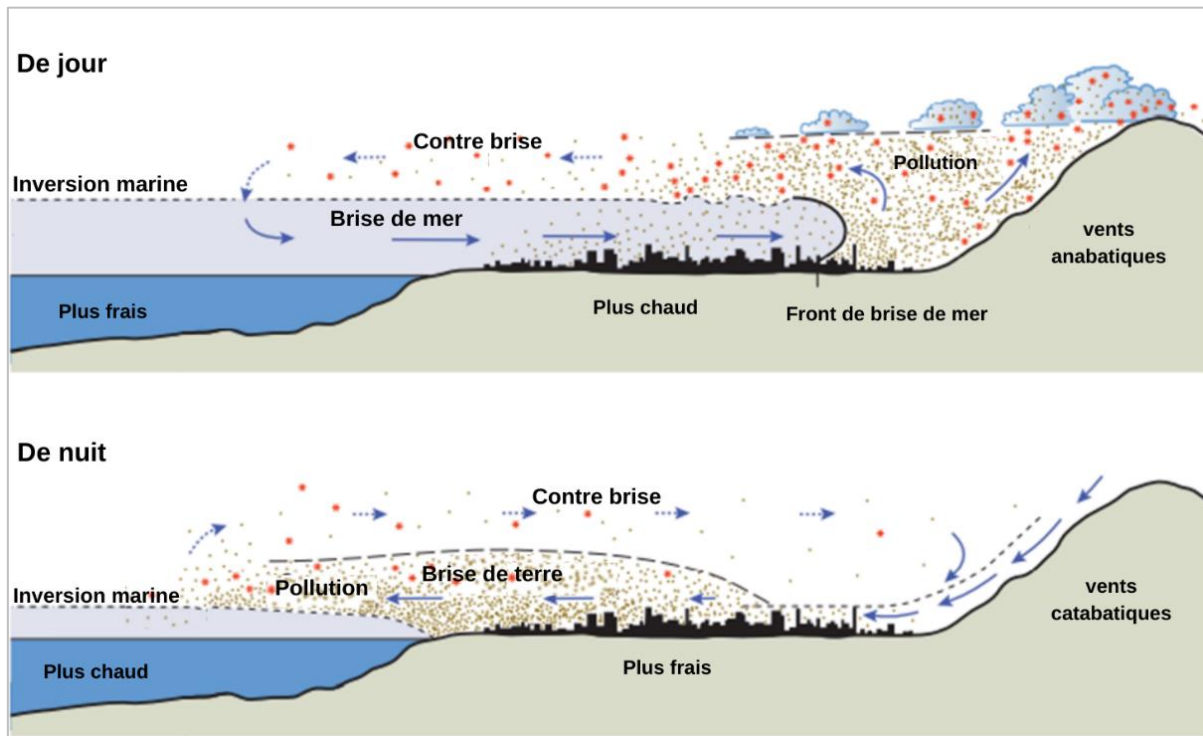 De jour
Contre brise
Pollution
Inversion marine
Brise de mer
vents
anabatiques
Plus frais
Plus chaud
Front de brise de mer
De nuit
Contre brise
Brise de terre
Pollution
Inversion marine
vents
catabatiques
Plus chaud
Plus frais